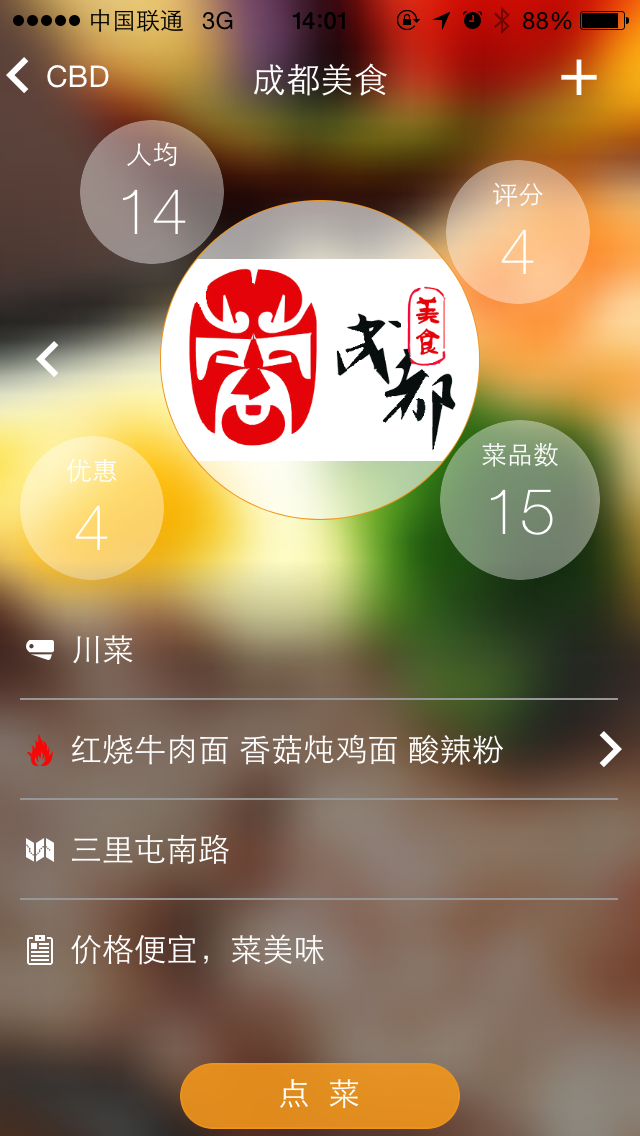 中国联通 3G 14:01 88%
CBD 成都美食
人均
14
评分
4
美食
成都
优惠
4
菜品数
15
川菜
红烧牛肉面 香菇炖鸡面 酸辣粉
三里屯南路
价格便宜，菜美味
点 菜